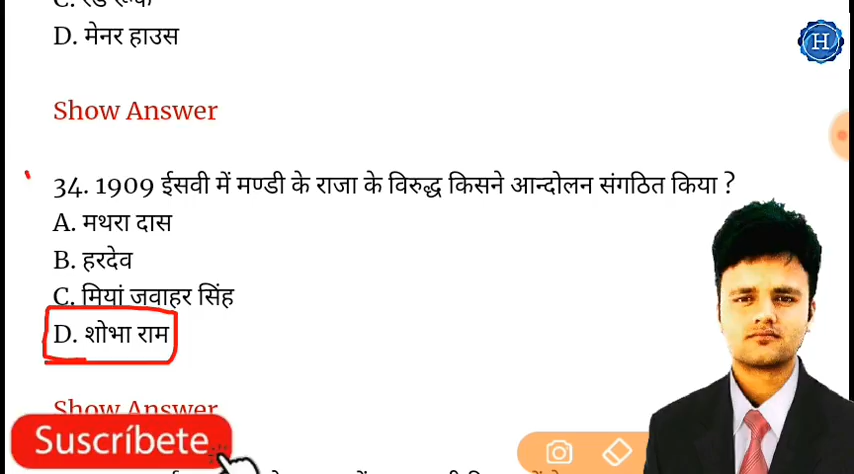 D. मेनर हाउस
H
Show Answer
34. 1909 ईसवी में मण्डी के राजा के विरुद्ध किसने आन्दोलन संगठित किया ?
A. मथरा दास
B. हरदेव
C. मियां जवाहर सिंह
D. शोभा राम
Show Answer
Suscríbete